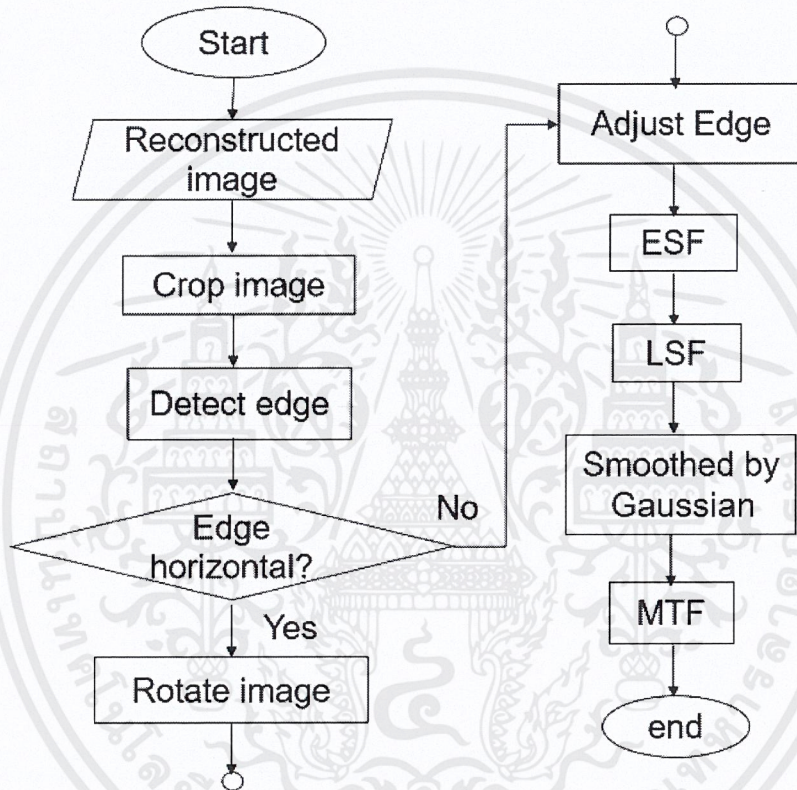 Start
Reconstructed
image
Crop image
Detect edge
Edge
horizontal?
No
Yes
Rotate image
Adjust Edge
ESF
LSF
Smoothed by
Gaussian
MTF
end